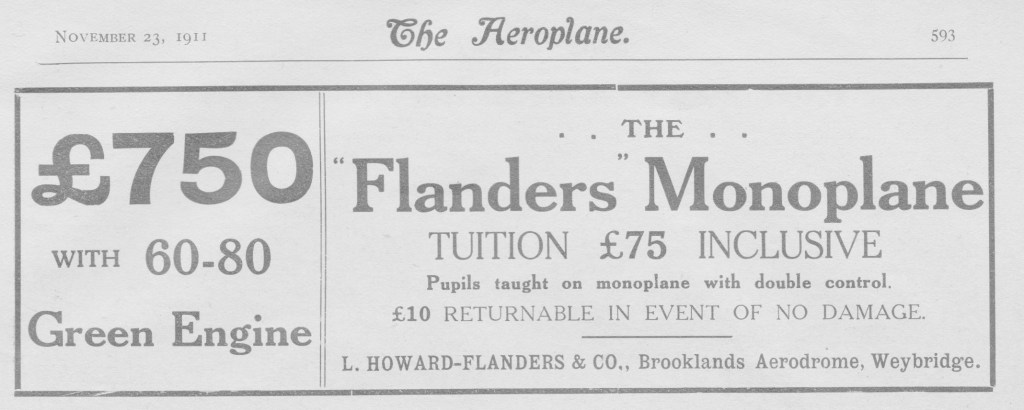 NOVEMBER 23, 1911
The Aeroplane.
593
£750
WITH 60-80
Green Engine
. . THE . .
"Flanders" Monoplane
TUITION £75 INCLUSIVE
Pupils taught on monoplane with double control.
£10 RETURNABLE IN EVENT OF NO DAMAGE.
L. HOWARD-FLANDERS & CO., Brooklands Aerodrome, Weybridge.